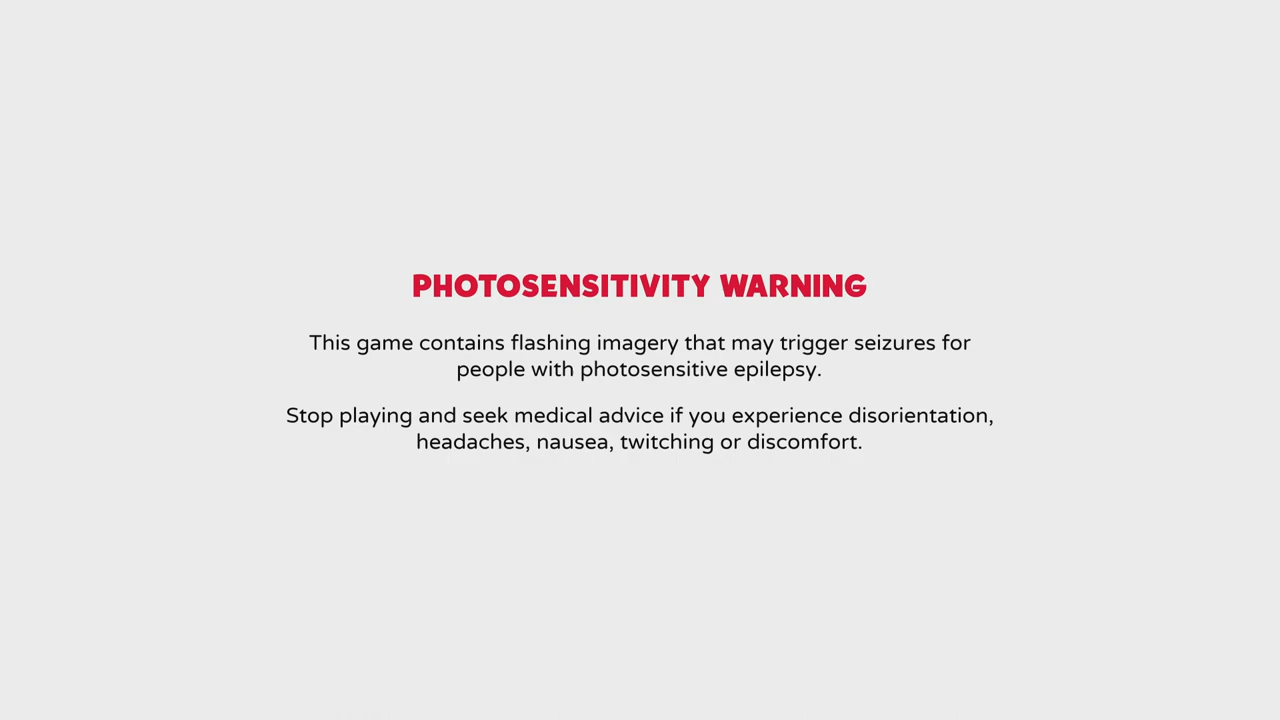 PHOTOSENSITIVITY WARNING
This game contains flashing imagery that may trigger seizures for
people with photosensitive epilepsy.
Stop playing and seek medical advice if you experience disorientation,
headaches, nausea, twitching or discomfort.